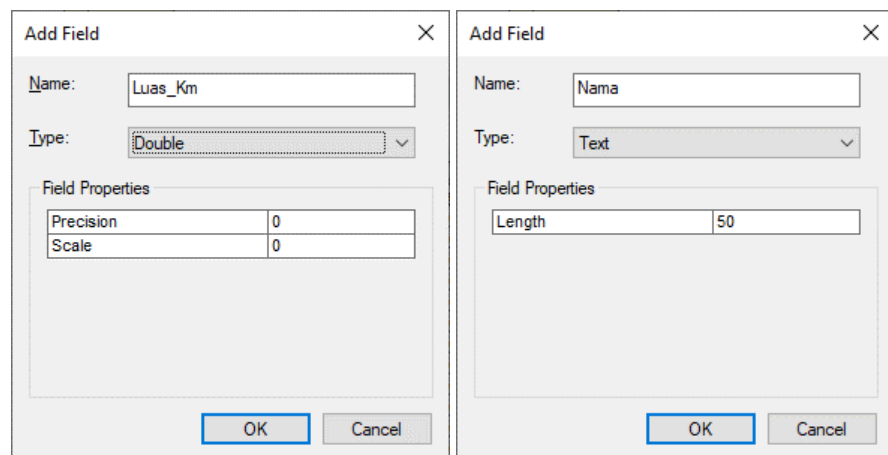 Add Field
Name: Luas_Km
Type: Double
Field Properties
Precision 0
Scale 0
OK Cancel
Add Field
Name: Nama
Type: Text
Field Properties
Length 50
OK Cancel